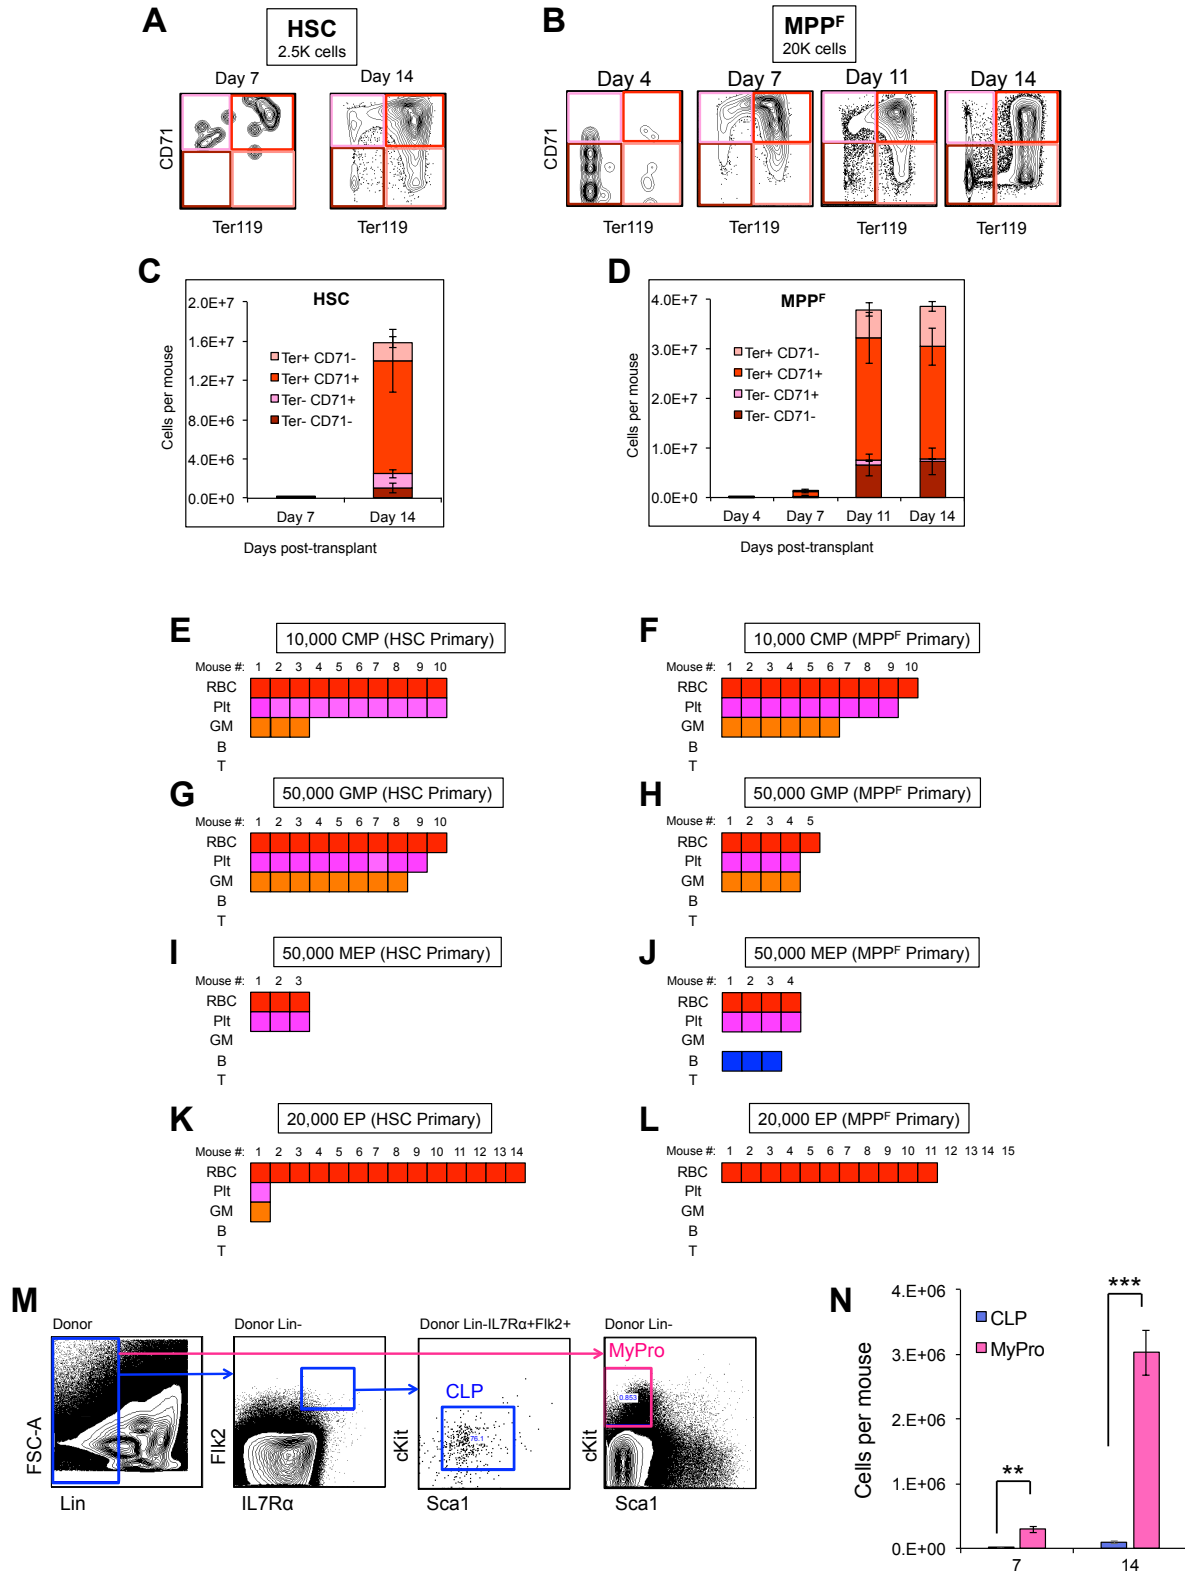 A
HSC
2.5K cells
Day 7
Day 14
CD71
Ter119
Ter119
B
MPPF
20K cells
Day 4
Day 7
Day 11
Day 14
CD71
Ter119
Ter119
Ter119
Ter119
C
HSC
2.0E+7
1.6E+7
1.2E+7
8.0E+6
4.0E+6
0.0E+0
Cells per mouse
Ter+ CD71-
Ter+ CD71+
Ter- CD71+
Ter- CD71-
Day 7
Day 14
Days post-transplant
D
MPPF
4.0E+7
3.0E+7
2.0E+7
1.0E+7
0.0E+0
Cells per mouse
Ter+ CD71-
Ter+ CD71+
Ter- CD71+
Ter- CD71-
Day 4
Day 7
Day 11
Day 14
Days post-transplant
E
10,000 CMP (HSC Primary)
Mouse #: 1 2 3 4 5 6 7 8 9 10
RBC
Plt
GM
B
T
F
10,000 CMP (MPPF Primary)
Mouse #: 1 2 3 4 5 6 7 8 9 10
RBC
Plt
GM
B
T
G
50,000 GMP (HSC Primary)
Mouse #: 1 2 3 4 5 6 7 8 9 10
RBC
Plt
GM
B
T
H
50,000 GMP (MPPF Primary)
Mouse #: 1 2 3 4 5
RBC
Plt
GM
B
T
I
50,000 MEP (HSC Primary)
Mouse #: 1 2 3
RBC
Plt
GM
B
T
J
50,000 MEP (MPPF Primary)
Mouse #: 1 2 3 4
RBC
Plt
GM
B
T
K
20,000 EP (HSC Primary)
Mouse #: 1 2 3 4 5 6 7 8 9 10 11 12 13 14
RBC
Plt
GM
B
T
L
20,000 EP (MPPF Primary)
Mouse #: 1 2 3 4 5 6 7 8 9 10 11 12 13 14 15
RBC
Plt
GM
B
T
M
Donor
FSC-A
Lin
Donor Lin-
Flk2
IL7Rα
Donor Lin-IL7Rα+Flk2+
CLP
76.1
cKit
Sca1
Donor Lin-
MyPro
0.853
cKit
Sca1
N
4.E+06
3.E+06
2.E+06
1.E+06
0.E+00
Cells per mouse
CLP
MyPro
**
***
7
14